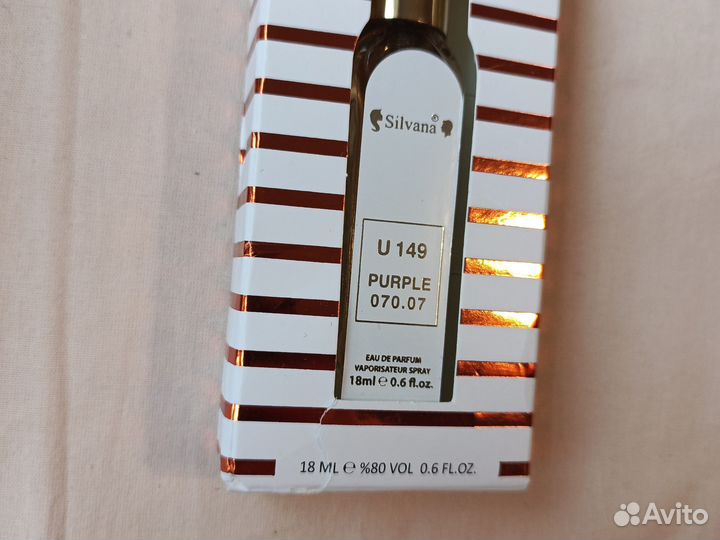 Silvana®
U 149
PURPLE
070.07
EAU DE PARFUM
VAPORISATEUR SPRAY
18ml ℮ 0.6 fl.oz.
18 ML ℮ %80 VOL 0.6 FL.OZ.
Avito